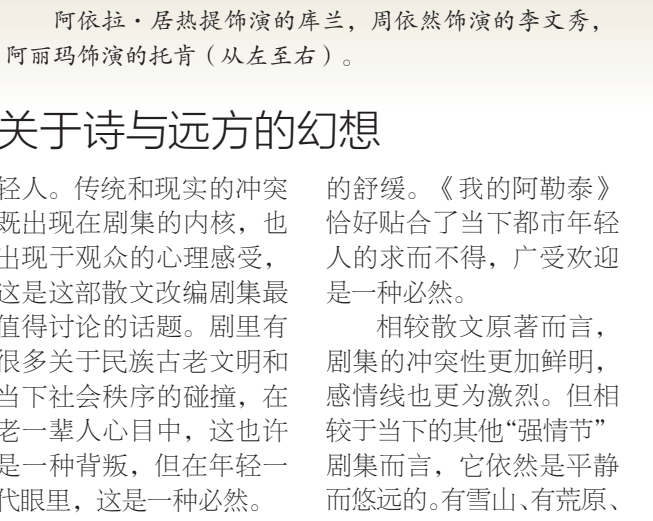 阿依拉·居热提饰演的库兰，周依然饰演的李文秀，
阿丽玛饰演的托肯（从左至右）。
关于诗与远方的幻想
轻人。传统和现实的冲突
既出现在剧集的内核，也
出现于观众的心理感受，
这是这部散文改编剧集最
值得讨论的话题。剧里有
很多关于民族古老文明和
当下社会秩序的碰撞，在
老一辈人心目中，这也许
是一种背叛，但在年轻一
代眼里，这是一种必然。
的舒缓。《我的阿勒泰》
恰好贴合了当下都市年轻
人的求而不得，广受欢迎
是一种必然。
相较散文原著而言，
剧集的冲突性更加鲜明，
感情线也更为激烈。但相
较于当下的其他“强情节”
剧集而言，它依然是平静
而悠远的。有雪山、有荒原、